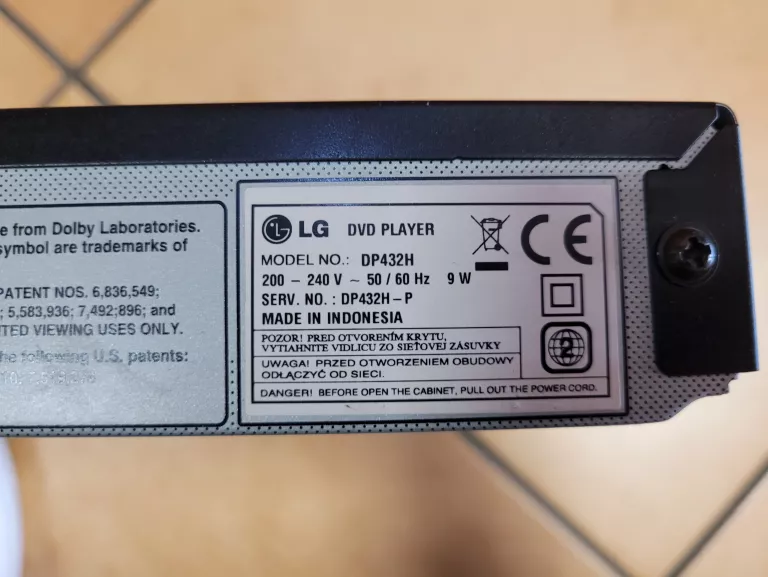 e from Dolby Laboratories.
symbol are trademarks of
PATENT NOS. 6,836,549;
; 5,583,936; 7,492;896; and
TED VIEWING USES ONLY.
he following U.S. patents:
LG DVD PLAYER
MODEL NO.: DP432H
200 – 240 V ~ 50 / 60 Hz 9 W
SERV. NO. : DP432H – P
MADE IN INDONESIA
POZOR! PRED OTVORENÍM KRYTU,
VYTIAHNITE VIDLICU ZO SIEŤOVEJ ZÁSUVKY
UWAGA! PRZED OTWORZENIEM OBUDOWY
ODŁĄCZYĆ OD SIECI.
DANGER! BEFORE OPEN THE CABINET, PULL OUT THE POWER CORD.
CE
2